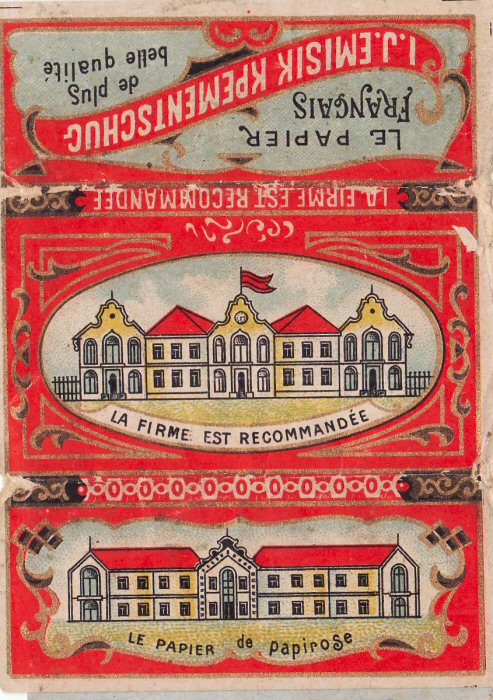 LE PAPIER
FRANÇAIS
I.J.EMISIK KPEMENTSCHUG
de plus
belle qualité
LA FIRME EST RECOMMANDÉE
LA FIRME EST RECOMMANDÉE
LE PAPIER de Papirose